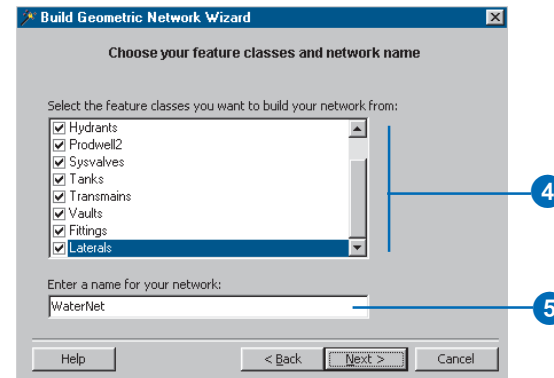 Build Geometric Network Wizard
Choose your feature classes and network name
Select the feature classes you want to build your network from:
Hydrants
Prodwell2
Sysvalves
Tanks
Transmains
Vaults
Fittings
Laterals
4
Enter a name for your network:
WaterNet
5
Help
< Back
Next >
Cancel